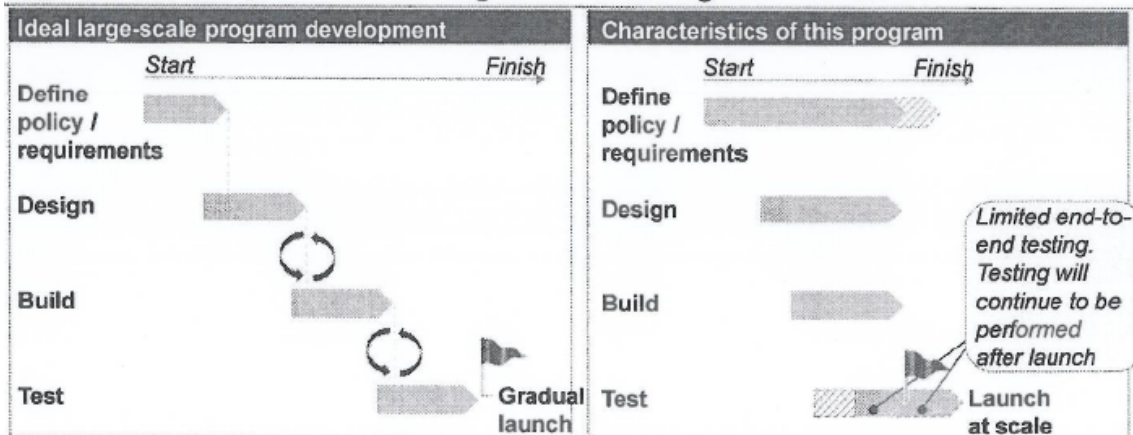 Ideal large-scale program development
Start
Finish
Define
policy /
requirements
Design
Build
Test
Gradual
launch
Characteristics of this program
Start
Finish
Define
policy /
requirements
Design
Limited end-to-
end testing.
Testing will
continue to be
performed
after launch
Build
Test
Launch
at scale